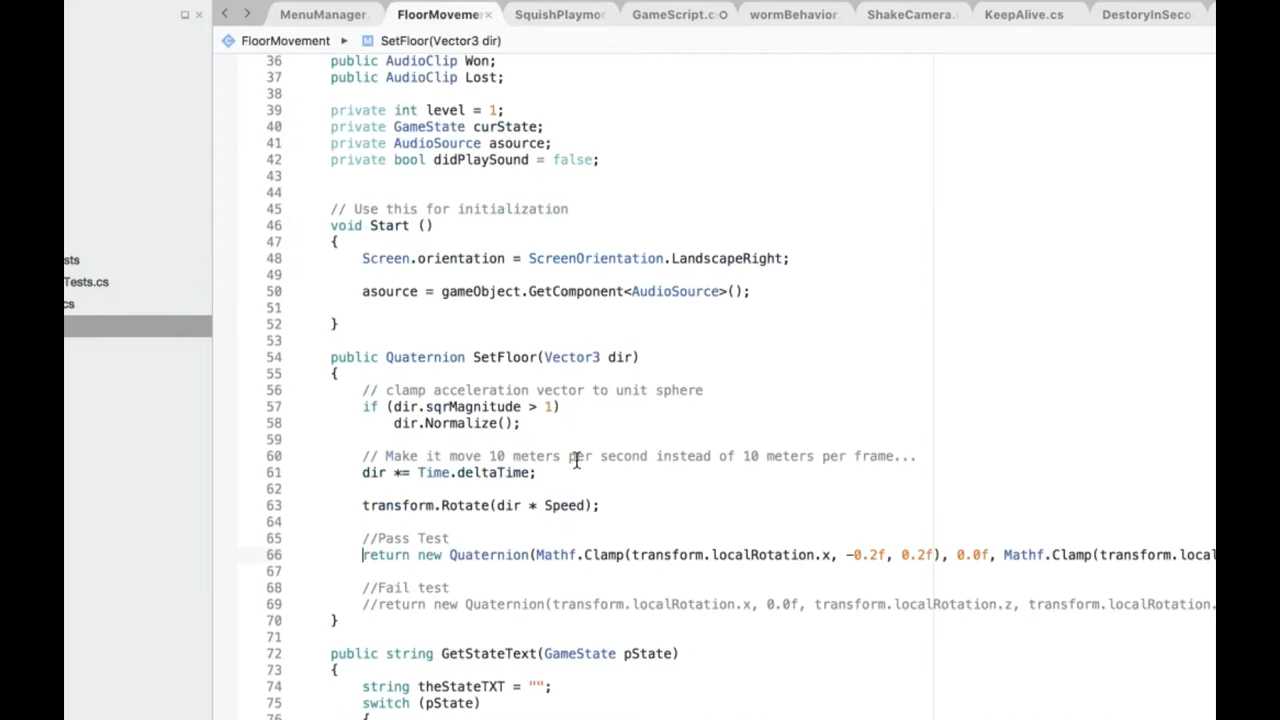 MenuManager.
FloorMoveme
SquishPlaymo
GameScript.c
wormBehavior
ShakeCamera.
KeepAlive.cs
DestoryInSeco
FloorMovement
SetFloor(Vector3 dir)
sts
Tests.cs
cs
36 public AudioClip Won;
37 public AudioClip Lost;
38
39 private int level = 1;
40 private GameState curState;
41 private AudioSource asource;
42 private bool didPlaySound = false;
43
44
45 // Use this for initialization
46 void Start ()
47 {
48 Screen.orientation = ScreenOrientation.LandscapeRight;
49
50 asource = gameObject.GetComponent<AudioSource>();
51
52 }
53
54 public Quaternion SetFloor(Vector3 dir)
55 {
56 // clamp acceleration vector to unit sphere
57 if (dir.sqrMagnitude > 1)
58 dir.Normalize();
59
60 // Make it move 10 meters per second instead of 10 meters per frame...
61 dir *= Time.deltaTime;
62
63 transform.Rotate(dir * Speed);
64
65 //Pass Test
66 return new Quaternion(Mathf.Clamp(transform.localRotation.x, -0.2f, 0.2f), 0.0f, Mathf.Clamp(transform.local
67
68 //Fail test
69 //return new Quaternion(transform.localRotation.x, 0.0f, transform.localRotation.z, transform.localRotation.
70 }
71
72 public string GetStateText(GameState pState)
73 {
74 string theStateTXT = "";
75 switch (pState)
76 {